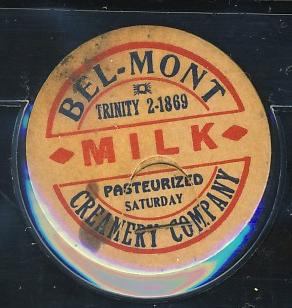 BEL-MONT
TRINITY 2-1869
MILK
PASTEURIZED
SATURDAY
CREAMERY COMPANY